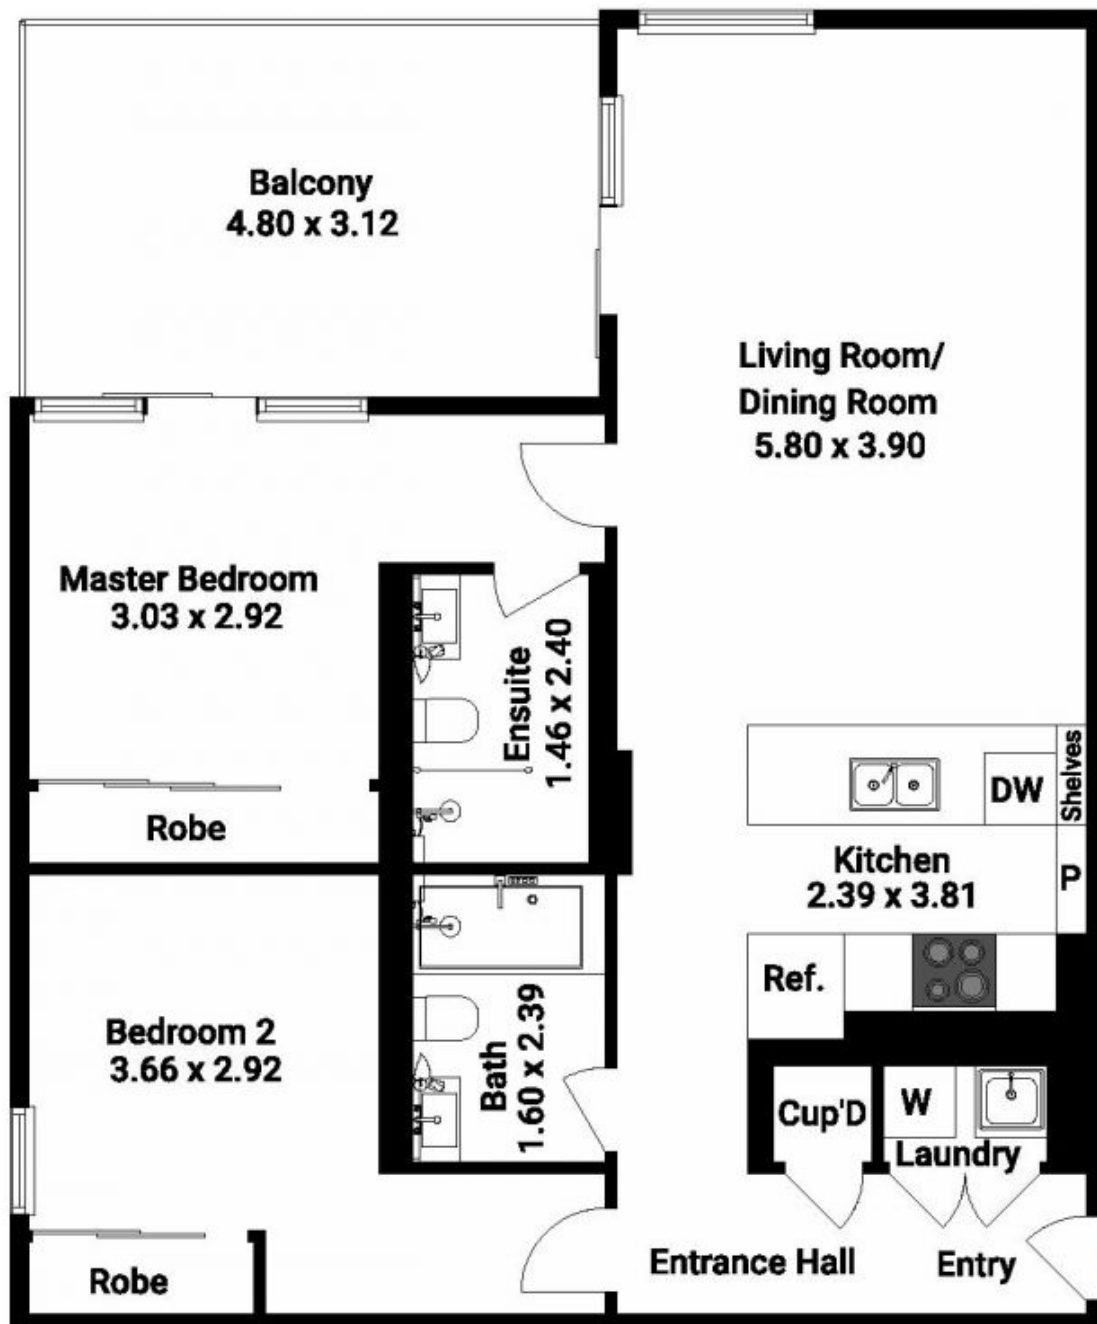 Balcony
4.80 x 3.12
Living Room/
Dining Room
5.80 x 3.90
Master Bedroom
3.03 x 2.92
Ensuite
1.46 x 2.40
Robe
Shelves
DW
Kitchen
2.39 x 3.81
P
Ref.
Bedroom 2
3.66 x 2.92
Bath
1.60 x 2.39
Cup'D
W
Laundry
Entrance Hall
Entry
Robe